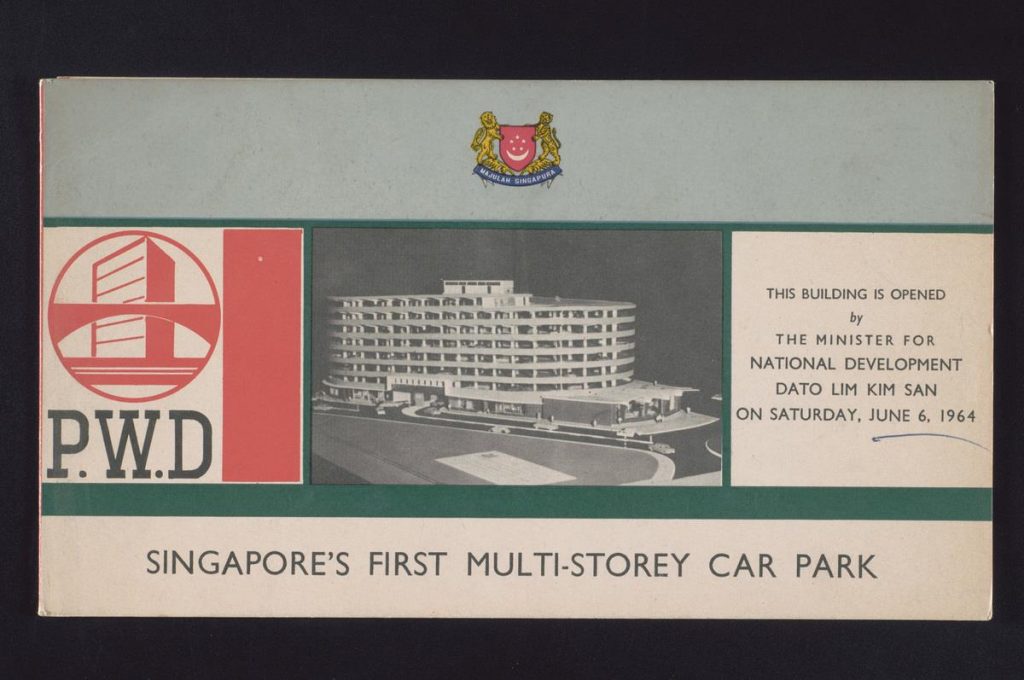 MAJULAH SINGAPURA
P.W.D
THIS BUILDING IS OPENED
by
THE MINISTER FOR
NATIONAL DEVELOPMENT
DATO LIM KIM SAN
ON SATURDAY, JUNE 6, 1964
SINGAPORE'S FIRST MULTI-STOREY CAR PARK